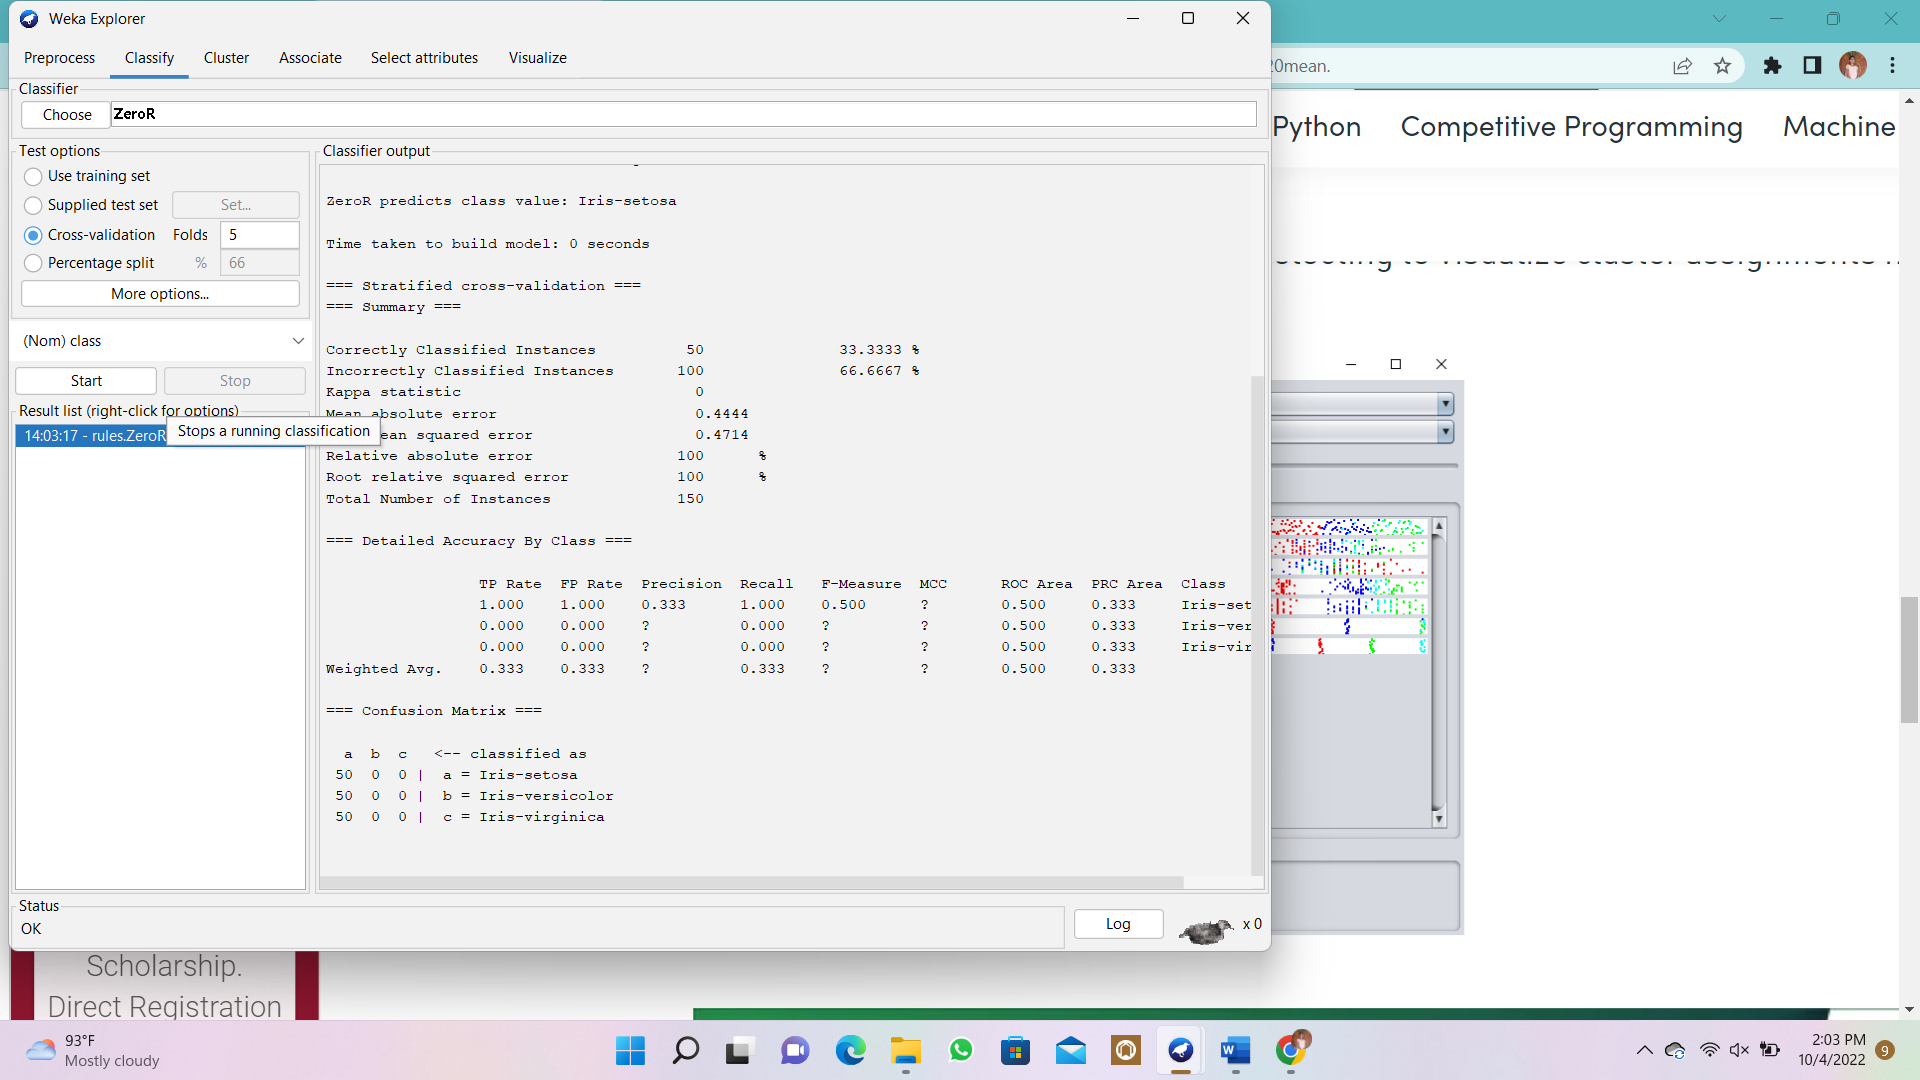 Weka Explorer
Preprocess Classify Cluster Associate Select attributes Visualize
Classifier
Choose ZeroR
Test options
Use training set
Supplied test set Set...
Cross-validation Folds 5
Percentage split % 66
More options...
(Nom) class
Start Stop
Result list (right-click for options)
14:03:17 - rules.ZeroR
Stops a running classification
Classifier output
ZeroR predicts class value: Iris-setosa
Time taken to build model: 0 seconds
=== Stratified cross-validation ===
=== Summary ===
Correctly Classified Instances 50 33.3333 %
Incorrectly Classified Instances 100 66.6667 %
Kappa statistic 0
Mean absolute error 0.4444
ean squared error 0.4714
Relative absolute error 100 %
Root relative squared error 100 %
Total Number of Instances 150
=== Detailed Accuracy By Class ===
TP Rate FP Rate Precision Recall F-Measure MCC ROC Area PRC Area Class
1.000 1.000 0.333 1.000 0.500 ? 0.500 0.333 Iris-set
0.000 0.000 ? 0.000 ? ? 0.500 0.333 Iris-ver
0.000 0.000 ? 0.000 ? ? 0.500 0.333 Iris-vir
Weighted Avg. 0.333 0.333 ? 0.333 ? ? 0.500 0.333
=== Confusion Matrix ===
a b c <-- classified as
50 0 0 | a = Iris-setosa
50 0 0 | b = Iris-versicolor
50 0 0 | c = Iris-virginica
Status
OK
Log x 0
20mean.
Python Competitive Programming Machine
to visualize cluster assignments
Scholarship.
Direct Registration
93°F
Mostly cloudy
2:03 PM
10/4/2022
9